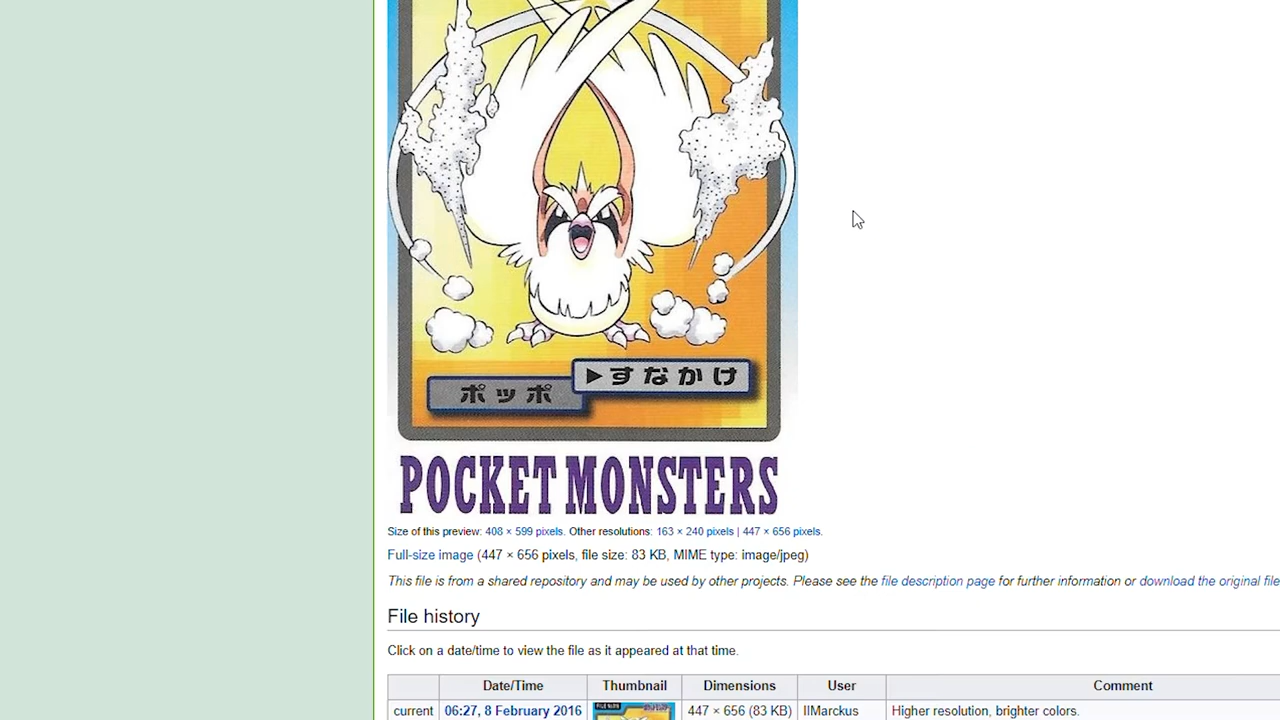 ▶すなかけ
ポッポ
POCKET MONSTERS
Size of this preview: 408 × 599 pixels. Other resolutions: 163 × 240 pixels | 447 × 656 pixels.
Full-size image (447 × 656 pixels, file size: 83 KB, MIME type: image/jpeg)
This file is from a shared repository and may be used by other projects. Please see the file description page for further information or download the original file
File history
Click on a date/time to view the file as it appeared at that time.
Date/Time Thumbnail Dimensions User Comment
current 06:27, 8 February 2016 447 × 656 (83 KB) IIMarckus Higher resolution, brighter colors.